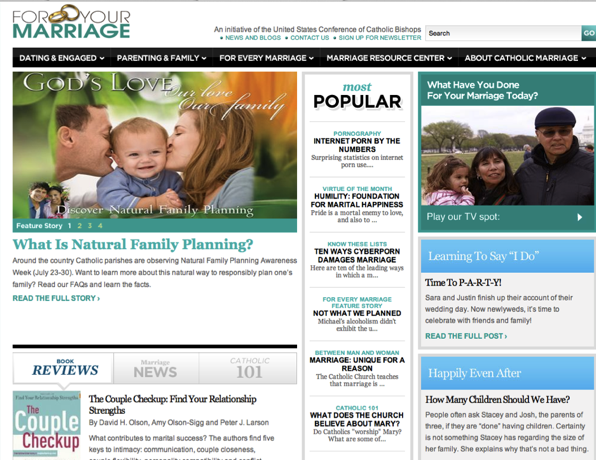 FOR YOUR
MARRIAGE
An initiative of the United States Conference of Catholic Bishops
• NEWS AND BLOGS • CONTACT US • SIGN UP FOR NEWSLETTER
Search
GO
DATING & ENGAGED
PARENTING & FAMILY
FOR EVERY MARRIAGE
MARRIAGE RESOURCE CENTER
ABOUT CATHOLIC MARRIAGE
GOD'S LOVE
Our love
Our family
Discover Natural Family Planning
Feature Story 1 2 3 4
What Is Natural Family Planning?
Around the country Catholic parishes are observing Natural Family Planning Awareness
Week (July 23-30). Want to learn more about this natural way to responsibly plan one's
family? Read our FAQs and learn the facts.
READ THE FULL STORY ›
BOOK
REVIEWS
Marriage
NEWS
CATHOLIC
101
Find Your Relationship Strengths
The
Couple
Checkup
The Couple Checkup: Find Your Relationship
Strengths
By David H. Olson, Amy Olson-Sigg and Peter J. Larson
What contributes to marital success? The authors find five
keys to intimacy: communication, couple closeness,
couple flexibility, personality compatibility and conflict
most
POPULAR
PORNOGRAPHY
INTERNET PORN BY THE
NUMBERS
Surprising statistics on internet
porn use....
VIRTUE OF THE MONTH
HUMILITY: FOUNDATION
FOR MARITAL HAPPINESS
Pride is a mortal enemy to love,
and also to ...
KNOW THESE LISTS
TEN WAYS CYBERPORN
DAMAGES MARRIAGE
Here are ten of the leading ways
in which a m...
FOR EVERY MARRIAGE
FEATURE STORY
NOT WHAT WE PLANNED
Michael's alcoholism didn't
exhibit the u...
BETWEEN MAN AND WOMAN
MARRIAGE: UNIQUE FOR A
REASON
The Catholic Church teaches
that marriage is ...
CATHOLIC 101
WHAT DOES THE CHURCH
BELIEVE ABOUT MARY?
Do Catholics "worship" Mary?
What are some of...
What Have You Done
For Your Marriage Today?
Play our TV spot:
Learning To Say “I Do”
Time To P-A-R-T-Y!
Sara and Justin finish up their account of their
wedding day. Now newlyweds, it's time to
celebrate with friends and family!
READ THE FULL POST ›
Happily Even After
How Many Children Should We Have?
People often ask Stacey and Josh, the parents of
three, if they are "done" having children. Certainty
is not something Stacey has regarding the size of
her family. She explains why that's not a bad thing.